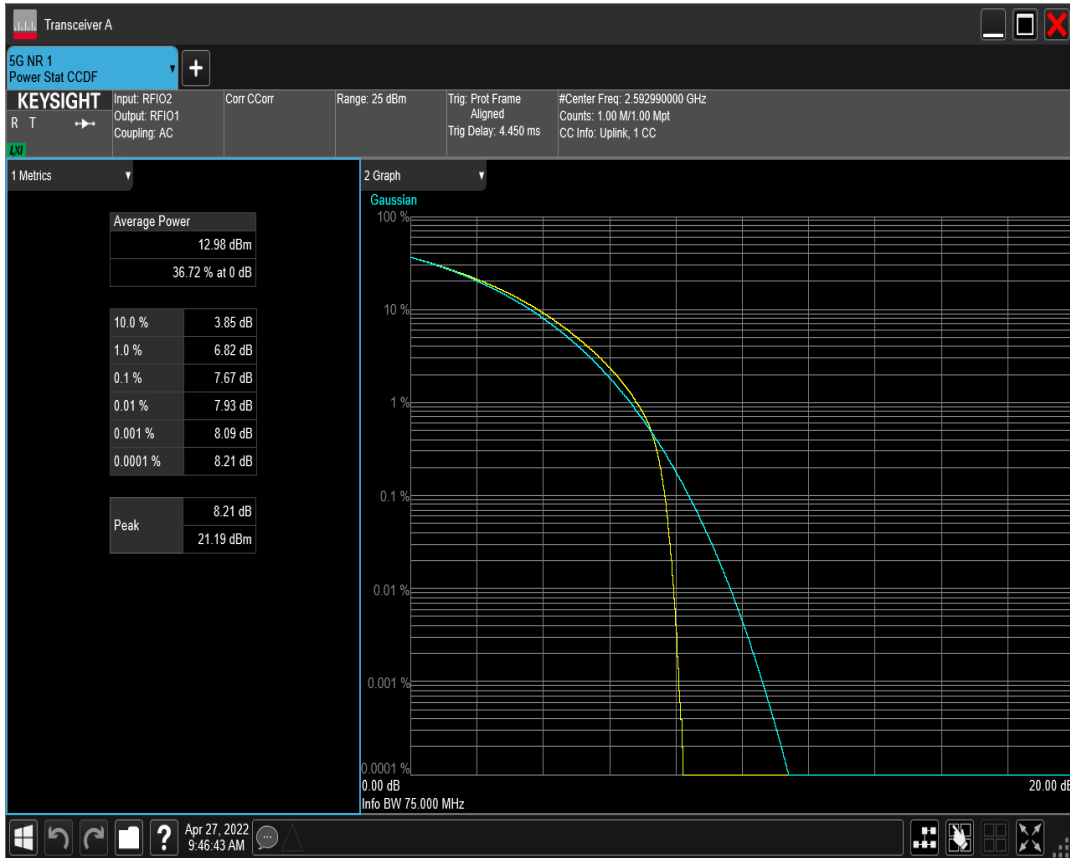 Transceiver A
5G NR 1
Power Stat CCDF
KEYSIGHT
R T
LXI
Input: RFIO2
Output: RFIO1
Coupling: AC
Corr CCorr
Range: 25 dBm
Trig: Prot Frame
Aligned
Trig Delay: 4.450 ms
#Center Freq: 2.592990000 GHz
Counts: 1.00 M/1.00 Mpt
CC Info: Uplink, 1 CC
1 Metrics
Average Power
12.98 dBm
36.72 % at 0 dB
10.0 % 3.85 dB
1.0 % 6.82 dB
0.1 % 7.67 dB
0.01 % 7.93 dB
0.001 % 8.09 dB
0.0001 % 8.21 dB
Peak 8.21 dB
21.19 dBm
2 Graph
Gaussian
100 %
10 %
1 %
0.1 %
0.01 %
0.001 %
0.0001 %
0.00 dB 20.00 dB
Info BW 75.000 MHz
Apr 27, 2022
9:46:43 AM